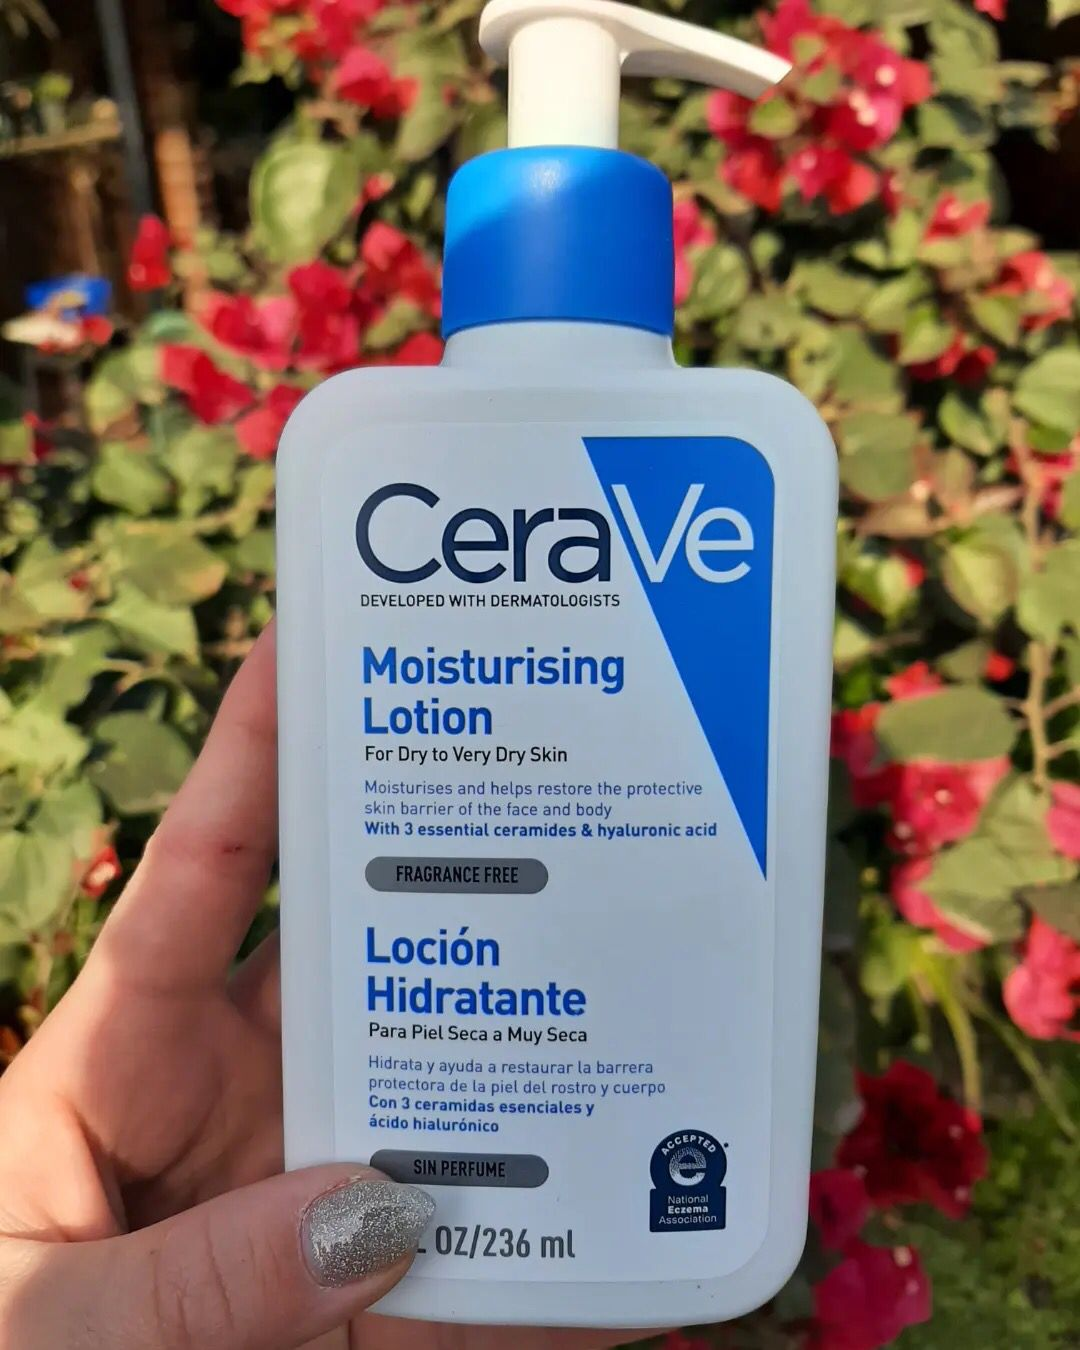 CeraVe
DEVELOPED WITH DERMATOLOGISTS
Moisturising
Lotion
For Dry to Very Dry Skin
Moisturises and helps restore the protective
skin barrier of the face and body
With 3 essential ceramides & hyaluronic acid
FRAGRANCE FREE
Loción
Hidratante
Para Piel Seca a Muy Seca
Hidrata y ayuda a restaurar la barrera
protectora de la piel del rostro y cuerpo
Con 3 ceramidas esenciales y
ácido hialurónico
SIN PERFUME
ACCEPTED
National
Eczema
Association
OZ/236 ml